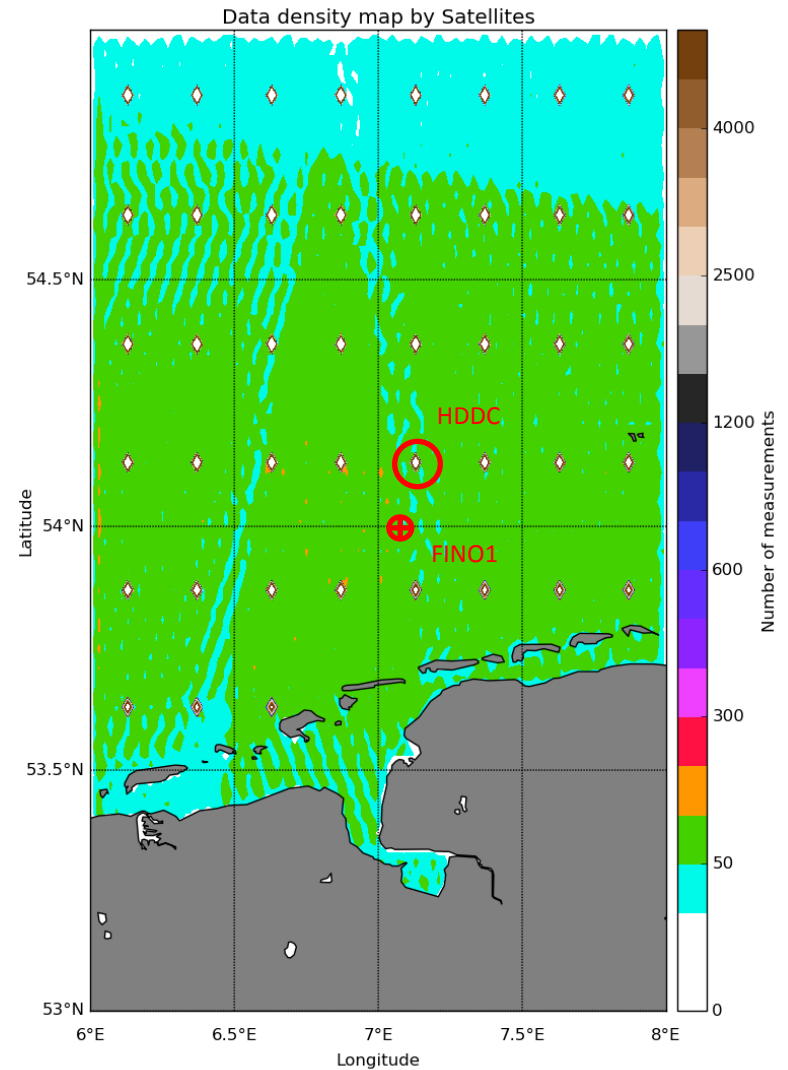 Data density map by Satellites
4000
54.5°N
2500
HDDC
1200
54°N
FINO1
600
300
53.5°N
50
53°N
0
6°E 6.5°E 7°E 7.5°E 8°E
Longitude
Latitude
Number of measurements